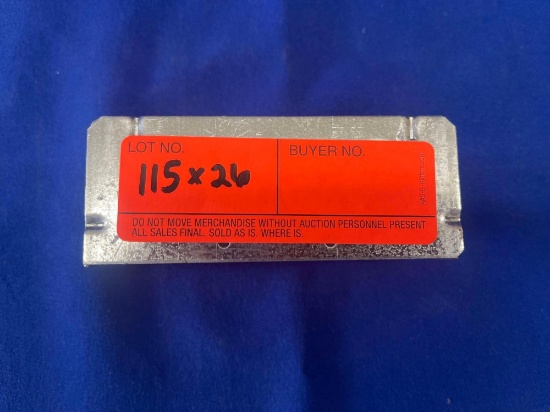 LOT NO.
BUYER NO.
115 x 26
DO NOT MOVE MERCHANDISE WITHOUT AUCTION PERSONNEL PRESENT
ALL SALES FINAL. SOLD AS IS. WHERE IS.